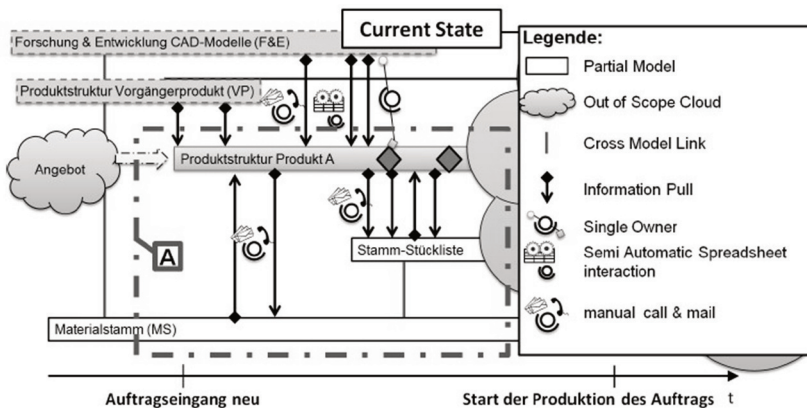 Current State
Forschung & Entwicklung CAD-Modelle (F&E)
Produktstruktur Vorgängerprodukt (VP)
Angebot
Produktstruktur Produkt A
A
Stamm-Stückliste
Materialstamm (MS)
Auftragseingang neu
Start der Produktion des Auftrags
t
Legende:
Partial Model
Out of Scope Cloud
Cross Model Link
Information Pull
Single Owner
Semi Automatic Spreadsheet
interaction
manual call & mail